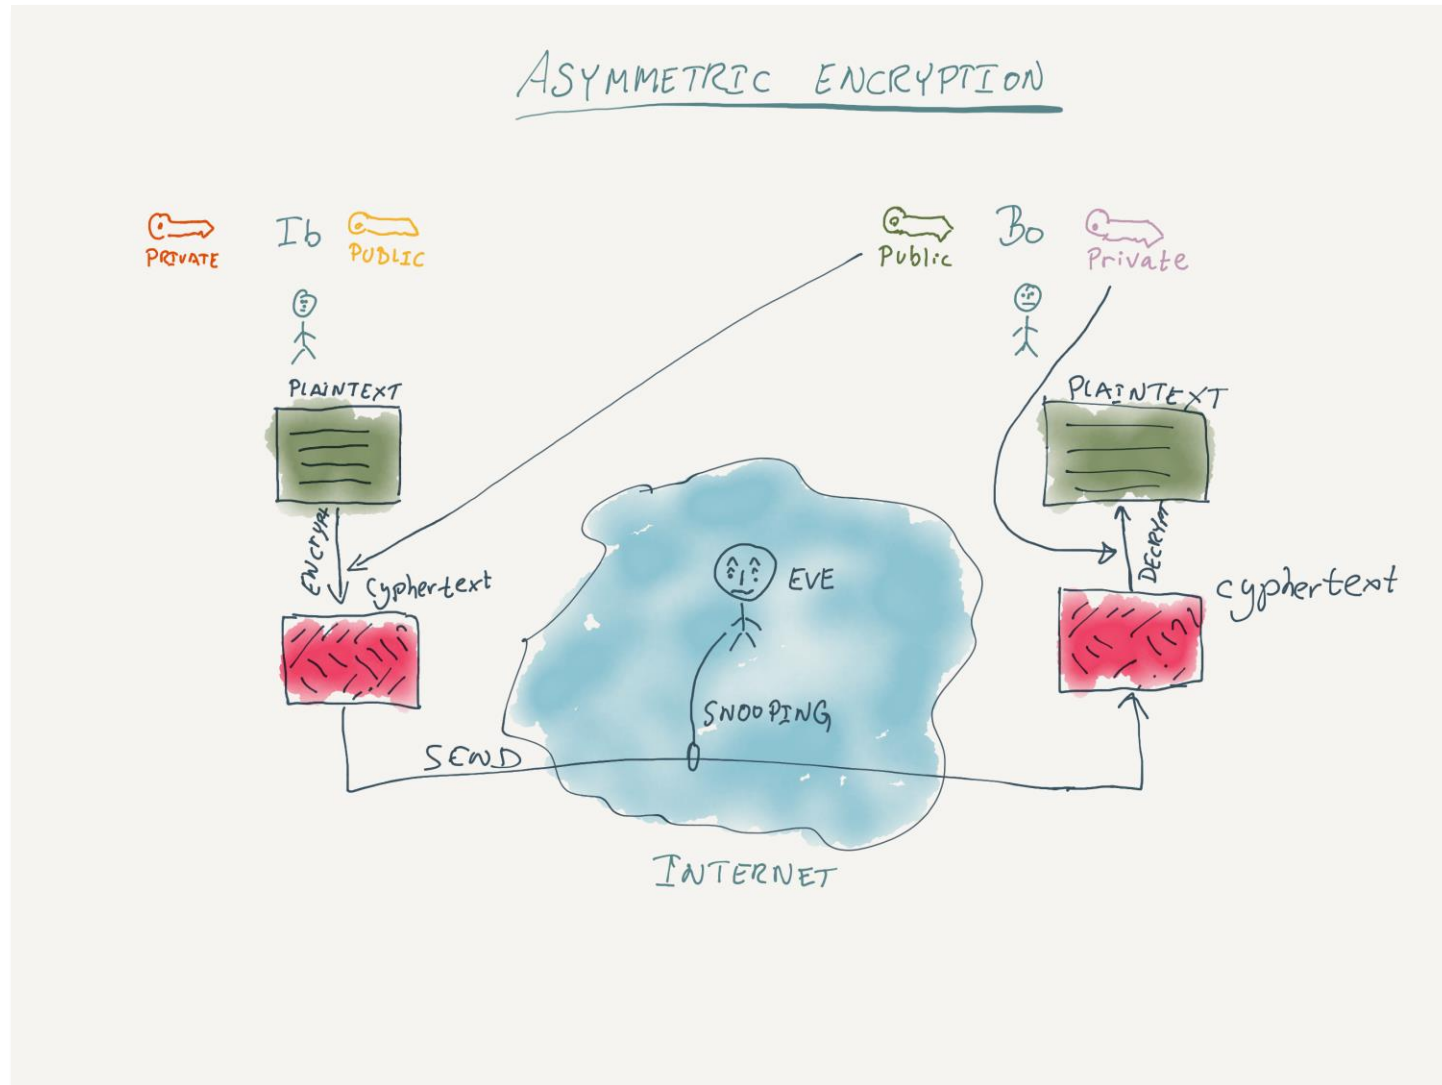 ASYMMETRIC ENCRYPTION
Ib
PRIVATE
PUBLIC
Bo
Public
Private
PLAINTEXT
ENCRYPT
Cyphertext
SEND
EVE
SNOOPING
INTERNET
PLAINTEXT
DECRYPT
cyphertext